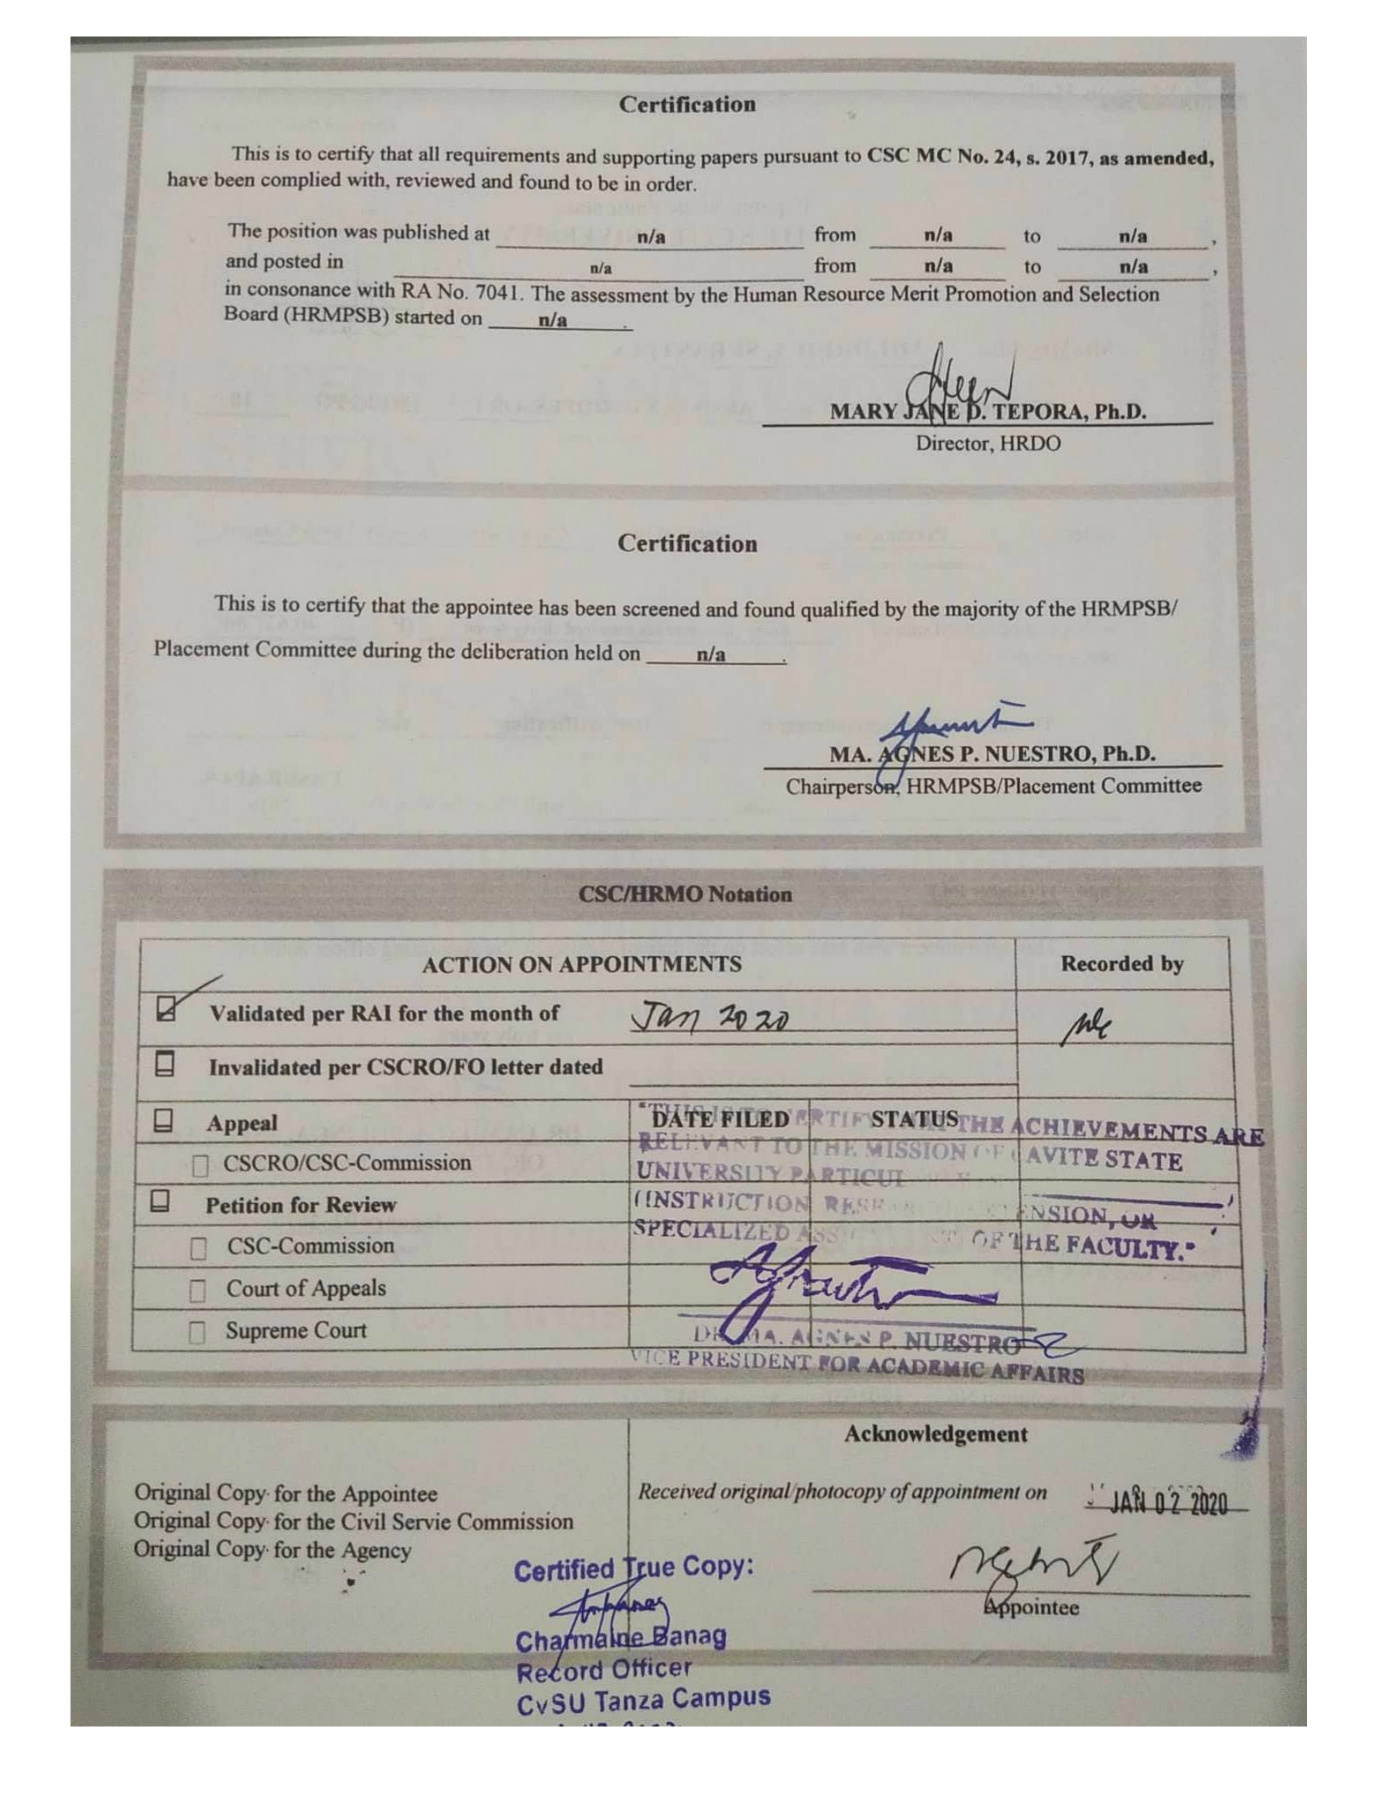 Certification
This is to certify that all requirements and supporting papers pursuant to CSC MC No. 24, s. 2017, as amended,
have been complied with, reviewed and found to be in order.
The position was published at n/a from n/a to n/a ,
and posted in n/a from n/a to n/a ,
in consonance with RA No. 7041. The assessment by the Human Resource Merit Promotion and Selection
Board (HRMPSB) started on n/a .
MARY JANE D. TEPORA, Ph.D.
Director, HRDO
Certification
This is to certify that the appointee has been screened and found qualified by the majority of the HRMPSB/
Placement Committee during the deliberation held on n/a .
MA. AGNES P. NUESTRO, Ph.D.
Chairperson, HRMPSB/Placement Committee
CSC/HRMO Notation
ACTION ON APPOINTMENTS Recorded by
Validated per RAI for the month of Jan 2020
Invalidated per CSCRO/FO letter dated
Appeal DATE FILED STATUS
CSCRO/CSC-Commission
Petition for Review
CSC-Commission
Court of Appeals
Supreme Court
"THIS IS TO CERTIFY THE ACHIEVEMENTS ARE
RELEVANT TO THE MISSION OF CAVITE STATE
UNIVERSITY
(INSTRUCTION OR
SPECIALIZED OF THE FACULTY."
DR. MA. AGNES P. NUESTRO
VICE PRESIDENT FOR ACADEMIC AFFAIRS
Acknowledgement
Original Copy for the Appointee
Original Copy for the Civil Servie Commission
Original Copy for the Agency
Received original/photocopy of appointment on JAN 02 2020
Appointee
Certified True Copy:
Charmaine Banag
Record Officer
CvSU Tanza Campus